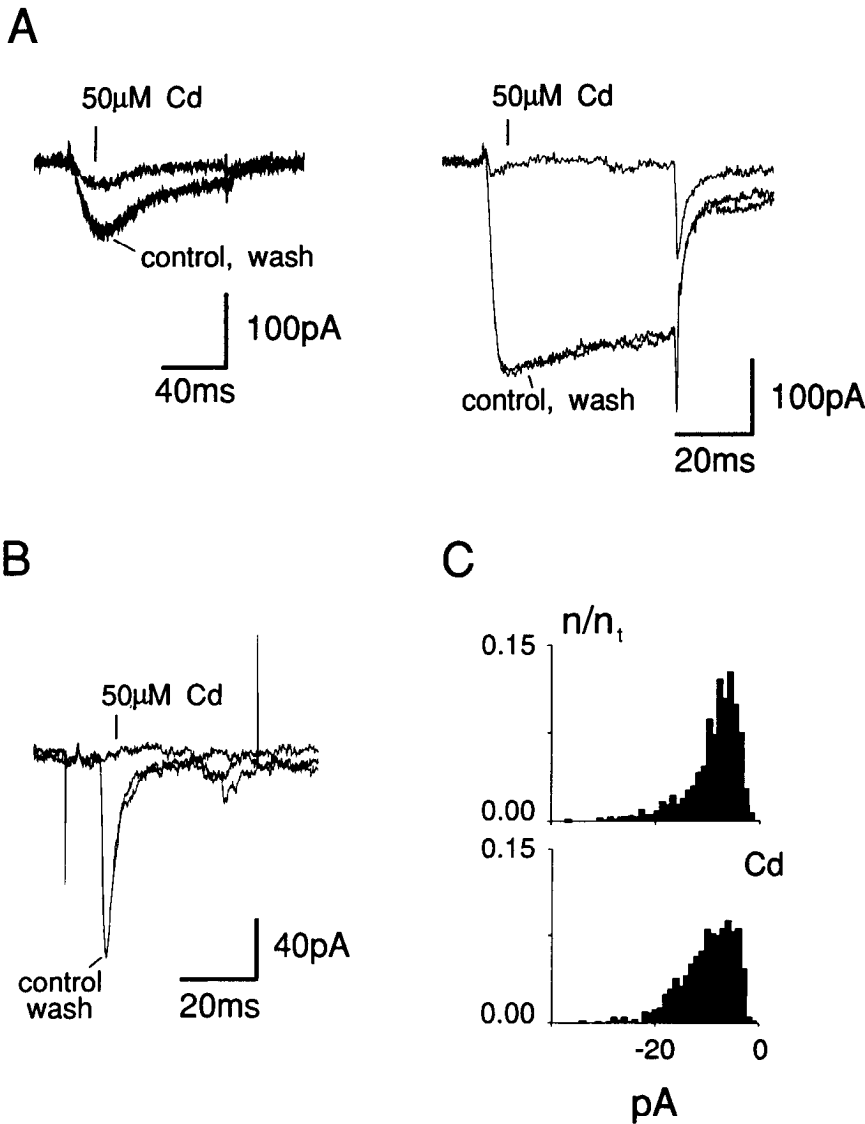 A
50μM Cd
control, wash
100pA
40ms
50μM Cd
control, wash
100pA
20ms
B
50μM Cd
control
wash
40pA
20ms
C
n/nt
0.15
0.00
0.15
Cd
0.00
-20 0
pA